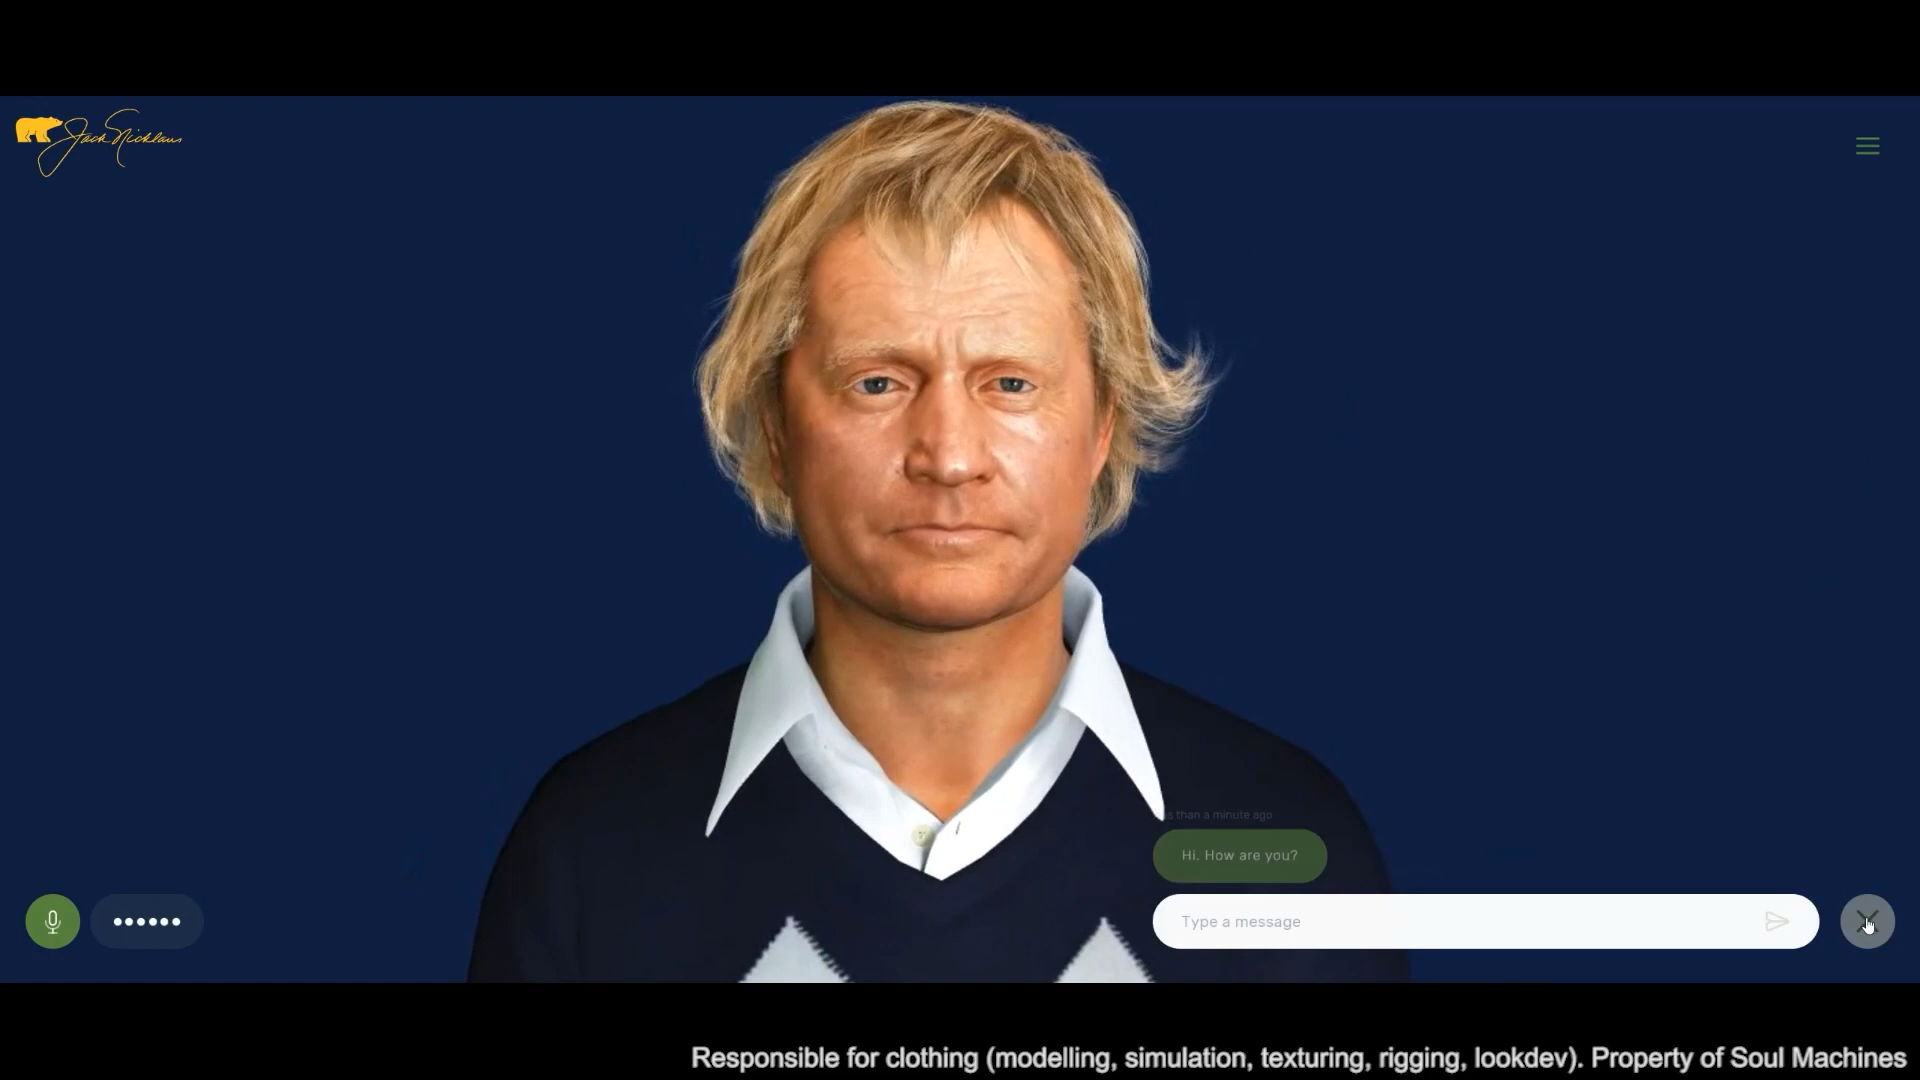 Jack Nicklaus
s than a minute ago
Hi. How are you?
Type a message
Responsible for clothing (modelling, simulation, texturing, rigging, lookdev). Property of Soul Machines